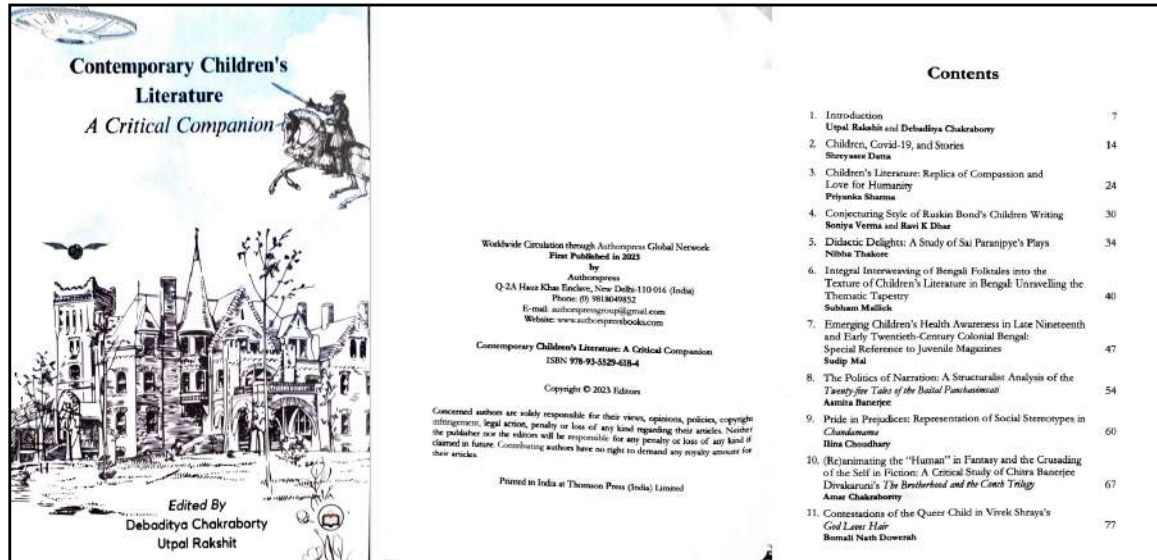 Contemporary Children's
Literature
A Critical Companion
Edited By
Debaditya Chakraborty
Utpal Rakshit
Worldwide Circulation through Authorspress Global Network
First Published in 2023
by
Authorspress
Q-2A Hauz Khas Enclave, New Delhi-110 016 (India)
Phone: (0) 9818049852
E-mail: authorspressgroup@gmail.com
Website: www.authorspressbooks.com
Contemporary Children's Literature: A Critical Companion
ISBN 978-93-5529-618-4
Copyright © 2023 Editors
Concerned authors are solely responsible for their views, opinions, policies, copyright
infringement, legal action, penalty or loss of any kind regarding their articles. Neither
the publisher nor the editors will be responsible for any penalty or loss of any kind if
claimed in future. Contributing authors have no right to demand any royalty amount for
their articles.
Printed in India at Thomson Press (India) Limited
Contents
1. Introduction 7
Utpal Rakshit and Debaditya Chakraborty
2. Children, Covid-19, and Stories 14
Shreyasee Datta
3. Children's Literature: Replica of Compassion and
Love for Humanity 24
Priyanka Sharma
4. Conjecturing Style of Ruskin Bond's Children Writing 30
Soniya Verma and Ravi K Dhar
5. Didactic Delights: A Study of Sai Paranjpye's Plays 34
Nibha Thakore
6. Integral Interweaving of Bengali Folktales into the
Texture of Children's Literature in Bengal: Unravelling the
Thematic Tapestry 40
Subham Mallick
7. Emerging Children's Health Awareness in Late Nineteenth
and Early Twentieth-Century Colonial Bengal:
Special Reference to Juvenile Magazines 47
Sudip Mal
8. The Politics of Narration: A Structuralist Analysis of the
Twenty-five Tales of the Baital Panchavimsati 54
Asmita Banerjee
9. Pride in Prejudices: Representation of Social Stereotypes in
Chandamama 60
Ilina Choudhary
10. (Re)animating the "Human" in Fantasy and the Crusading
of the Self in Fiction: A Critical Study of Chitra Banerjee
Divakaruni's The Brotherhood and the Conch Trilogy 67
Amar Chakrabortty
11. Contestations of the Queer Child in Vivek Shraya's
God Loves Hair 77
Bomali Nath Dowerah